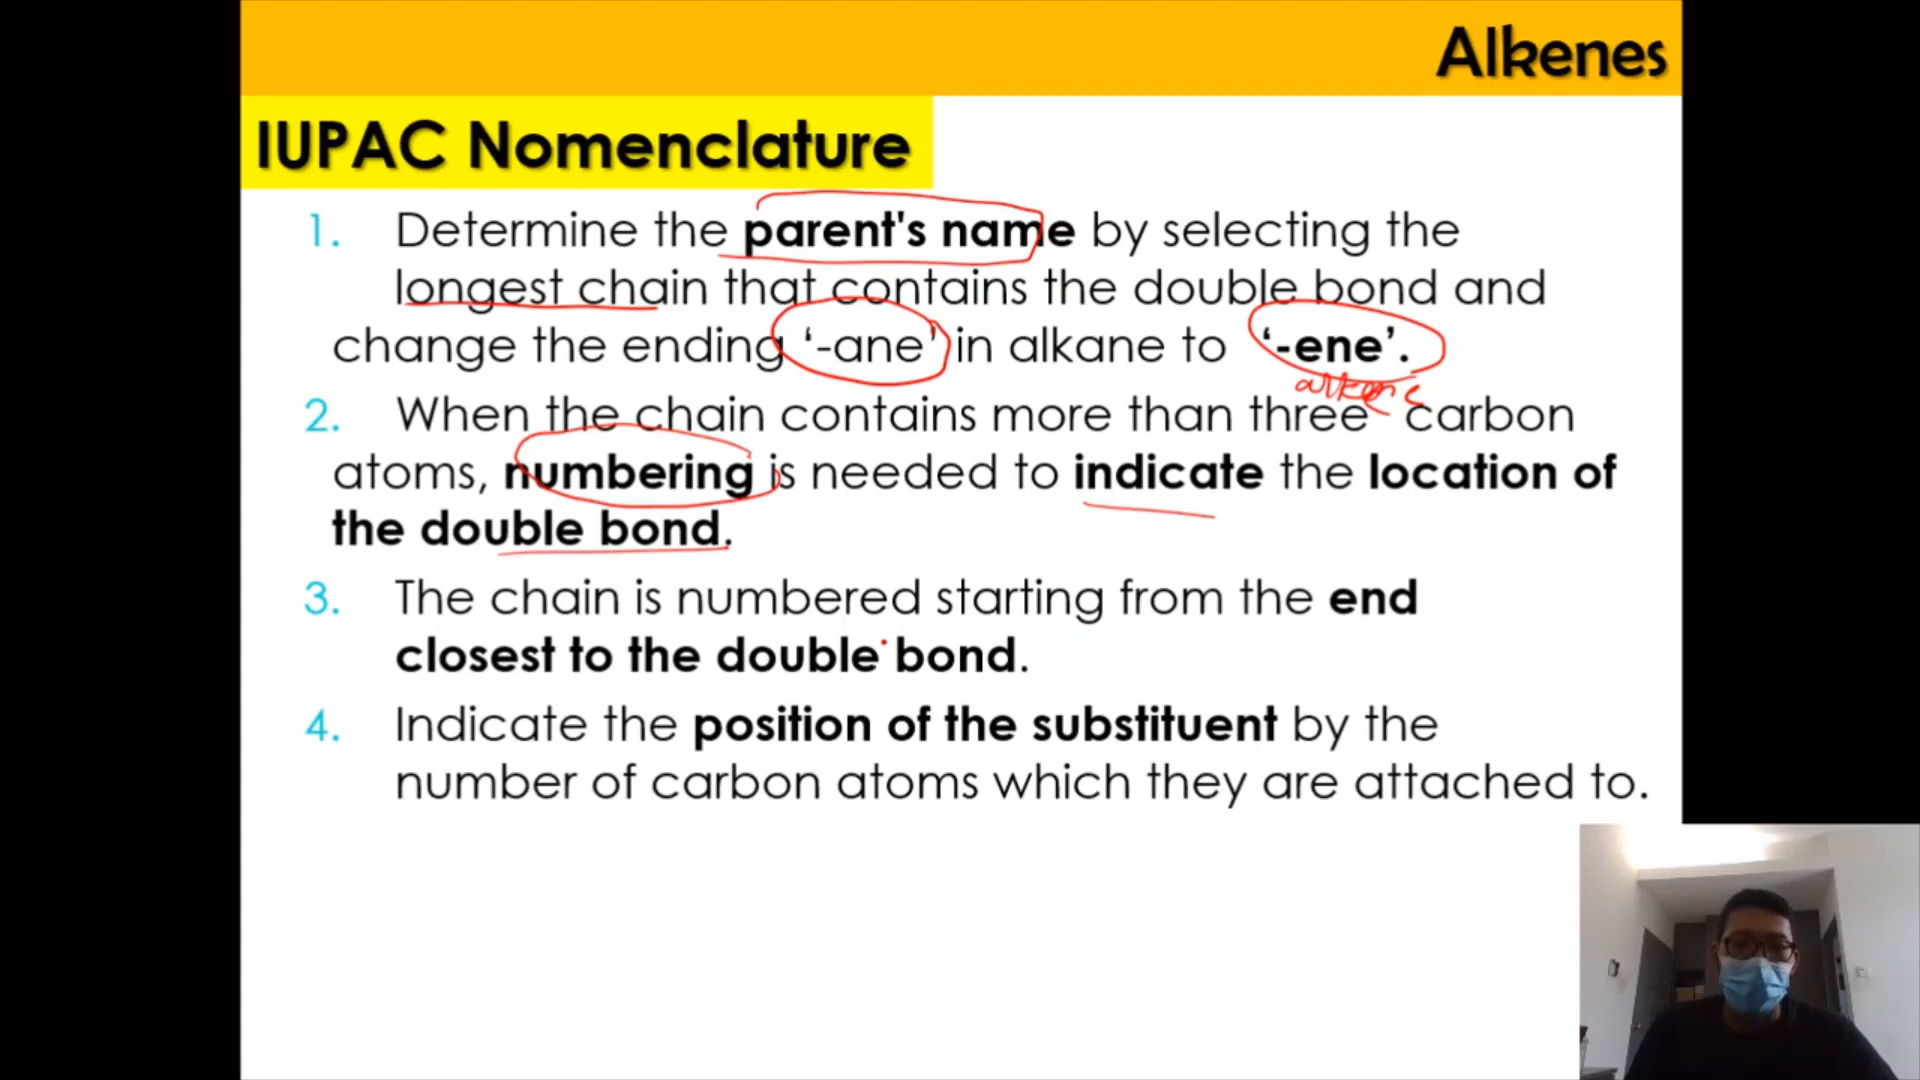 Alkenes
IUPAC Nomenclature
1. Determine the parent's name by selecting the
longest chain that contains the double bond and
change the ending ‘-ane’ in alkane to ‘-ene’.
alkene
2. When the chain contains more than three carbon
atoms, numbering is needed to indicate the location of
the double bond.
3. The chain is numbered starting from the end
closest to the double bond.
4. Indicate the position of the substituent by the
number of carbon atoms which they are attached to.